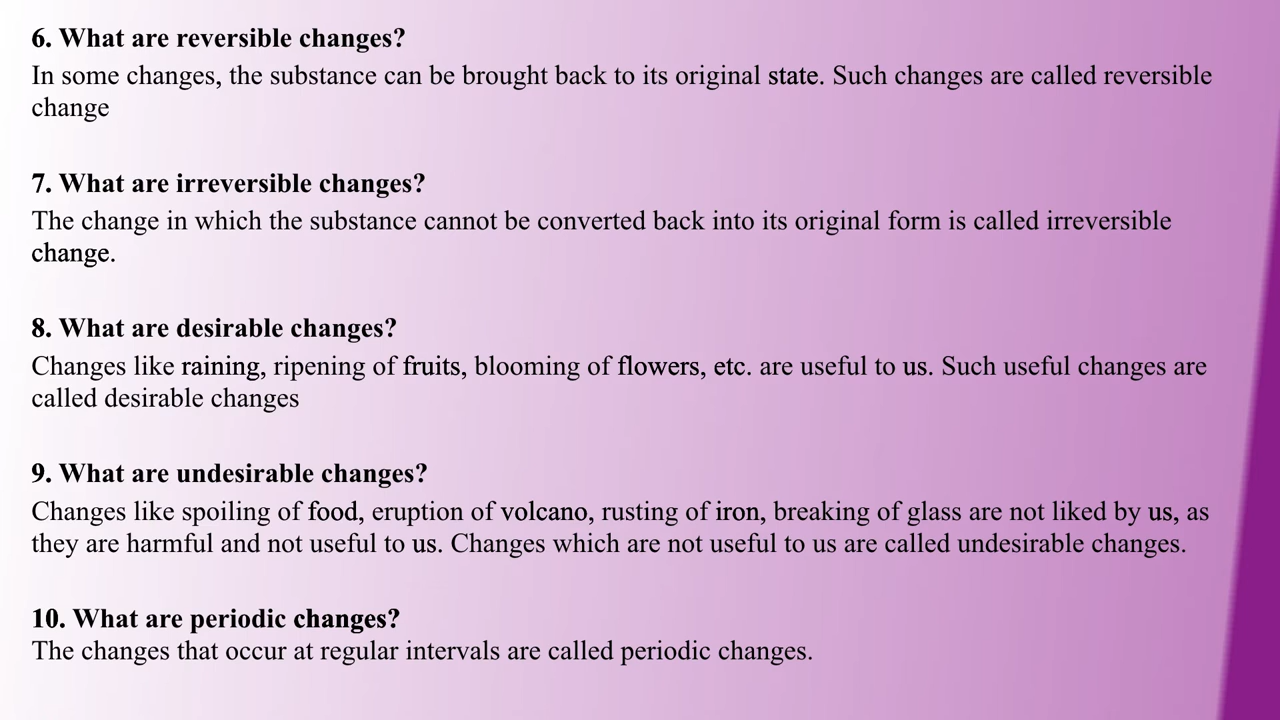 6. What are reversible changes?
In some changes, the substance can be brought back to its original state. Such changes are called reversible
change
7. What are irreversible changes?
The change in which the substance cannot be converted back into its original form is called irreversible
change.
8. What are desirable changes?
Changes like raining, ripening of fruits, blooming of flowers, etc. are useful to us. Such useful changes are
called desirable changes
9. What are undesirable changes?
Changes like spoiling of food, eruption of volcano, rusting of iron, breaking of glass are not liked by us, as
they are harmful and not useful to us. Changes which are not useful to us are called undesirable changes.
10. What are periodic changes?
The changes that occur at regular intervals are called periodic changes.